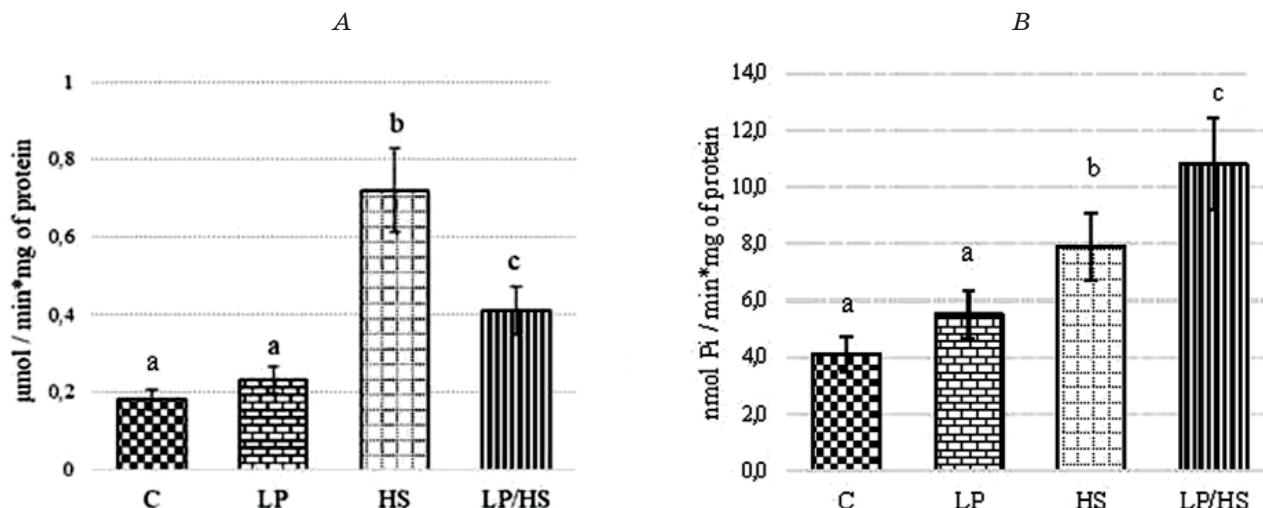 A
µmol / min*mg of protein
1
0,8
0,6
0,4
0,2
0
a
a
b
c
C LP HS LP/HS
B
nmol Pi / min*mg of protein
14,0
12,0
10,0
8,0
6,0
4,0
2,0
0,0
a
a
b
c
C LP HS LP/HS